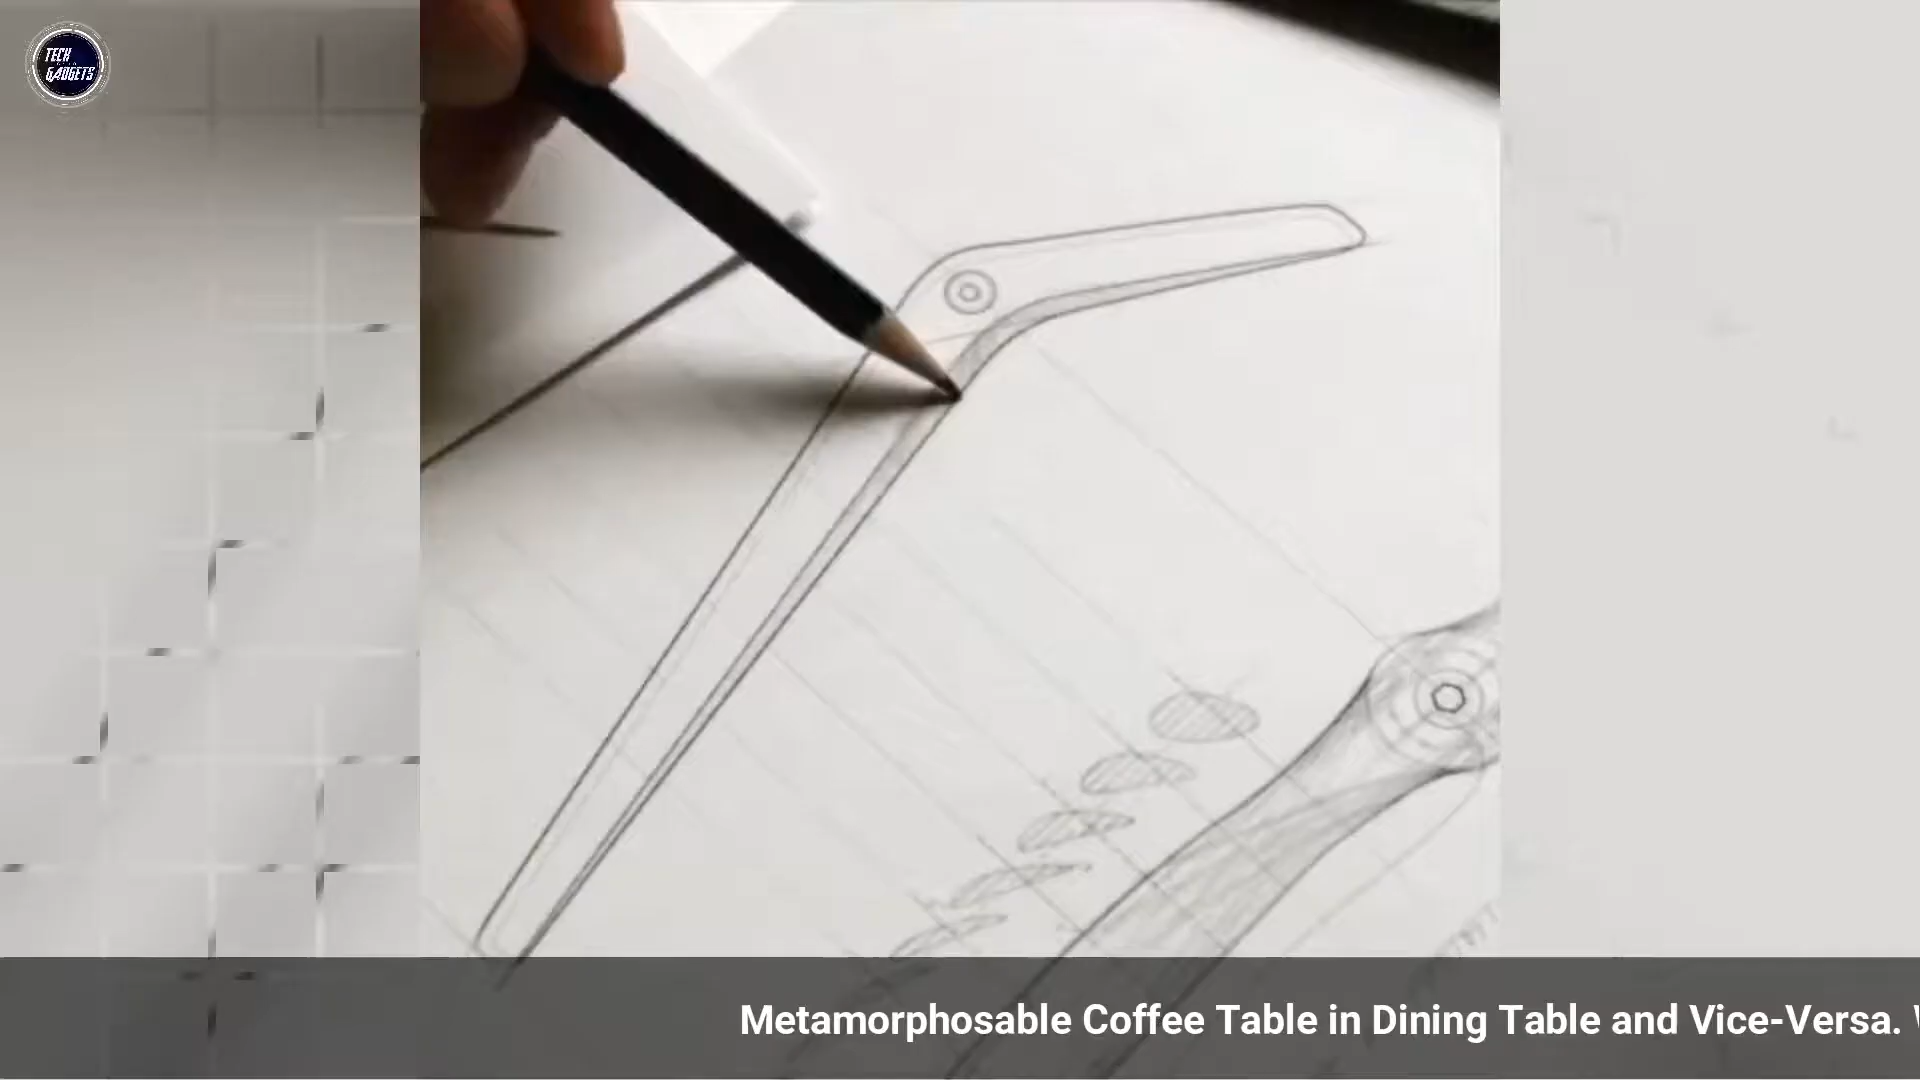 TECH
GADGETS
Metamorphosable Coffee Table in Dining Table and Vice-Versa.